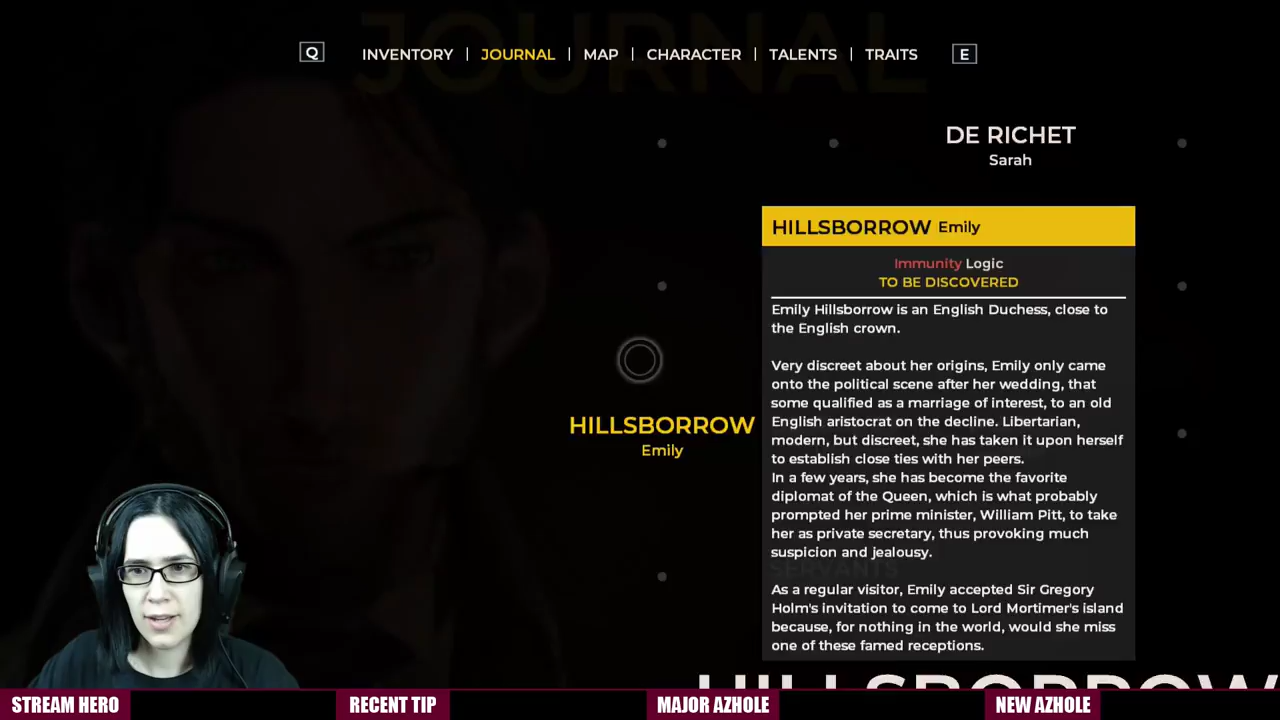 JOURNAL
Q INVENTORY | JOURNAL | MAP | CHARACTER | TALENTS | TRAITS E
DE RICHET
Sarah
HILLSBORROW Emily
Immunity Logic
TO BE DISCOVERED
Emily Hillsborrow is an English Duchess, close to
the English crown.
Very discreet about her origins, Emily only came
onto the political scene after her wedding, that
some qualified as a marriage of interest, to an old
English aristocrat on the decline. Libertarian,
modern, but discreet, she has taken it upon herself
to establish close ties with her peers.
In a few years, she has become the favorite
diplomat of the Queen, which is what probably
prompted her prime minister, William Pitt, to take
her as private secretary, thus provoking much
suspicion and jealousy.
SERVANTS
As a regular visitor, Emily accepted Sir Gregory
Holm's invitation to come to Lord Mortimer's island
because, for nothing in the world, would she miss
one of these famed receptions.
HILLSBORROW
Emily
HILLSBORROW
STREAM HERO
RECENT TIP
MAJOR AZHOLE
NEW AZHOLE